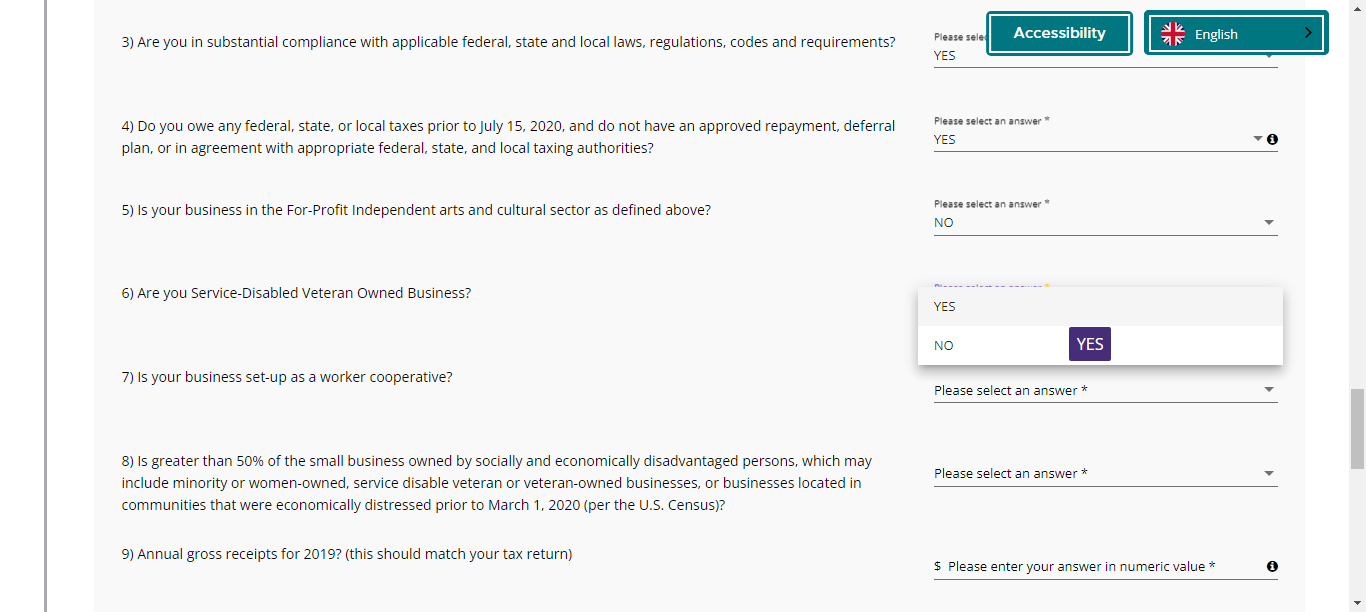 Accessibility
English
3) Are you in substantial compliance with applicable federal, state and local laws, regulations, codes and requirements?
Please selec
YES
4) Do you owe any federal, state, or local taxes prior to July 15, 2020, and do not have an approved repayment, deferral
plan, or in agreement with appropriate federal, state, and local taxing authorities?
Please select an answer *
YES
5) Is your business in the For-Profit Independent arts and cultural sector as defined above?
Please select an answer *
NO
6) Are you Service-Disabled Veteran Owned Business?
Please select an answer *
YES
NO
YES
7) Is your business set-up as a worker cooperative?
Please select an answer *
8) Is greater than 50% of the small business owned by socially and economically disadvantaged persons, which may
include minority or women-owned, service disable veteran or veteran-owned businesses, or businesses located in
communities that were economically distressed prior to March 1, 2020 (per the U.S. Census)?
Please select an answer *
9) Annual gross receipts for 2019? (this should match your tax return)
$ Please enter your answer in numeric value *